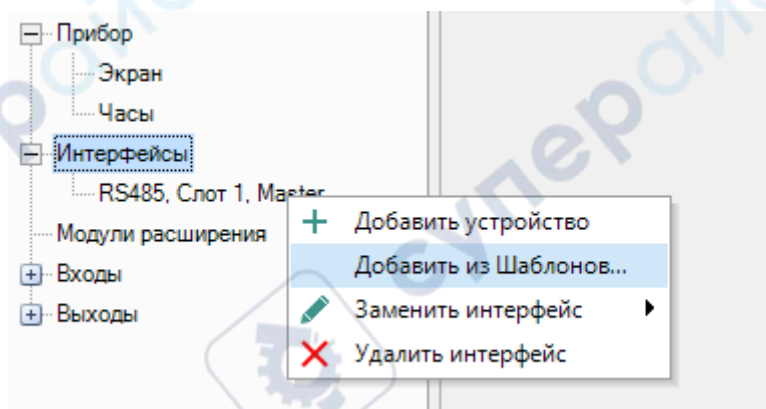 Прибор
Экран
Часы
Интерфейсы
RS485, Слот 1, Master
Модули расширения
Входы
Выходы
Добавить устройство
Добавить из Шаблонов...
Заменить интерфейс
Удалить интерфейс
супер